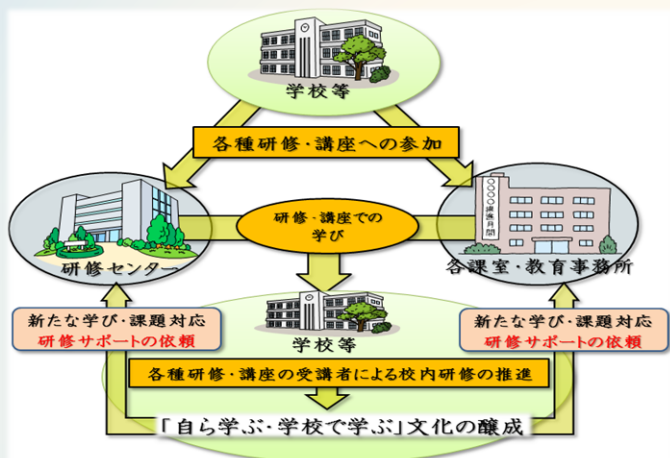 学校等
各種研修・講座への参加
研修・講座での
学び
研修センター
各課室・教育事務所
新たな学び・課題対応
研修サポートの依頼
新たな学び・課題対応
研修サポートの依頼
学校等
各種研修・講座の受講者による校内研修の推進
「自ら学ぶ・学校で学ぶ」文化の醸成